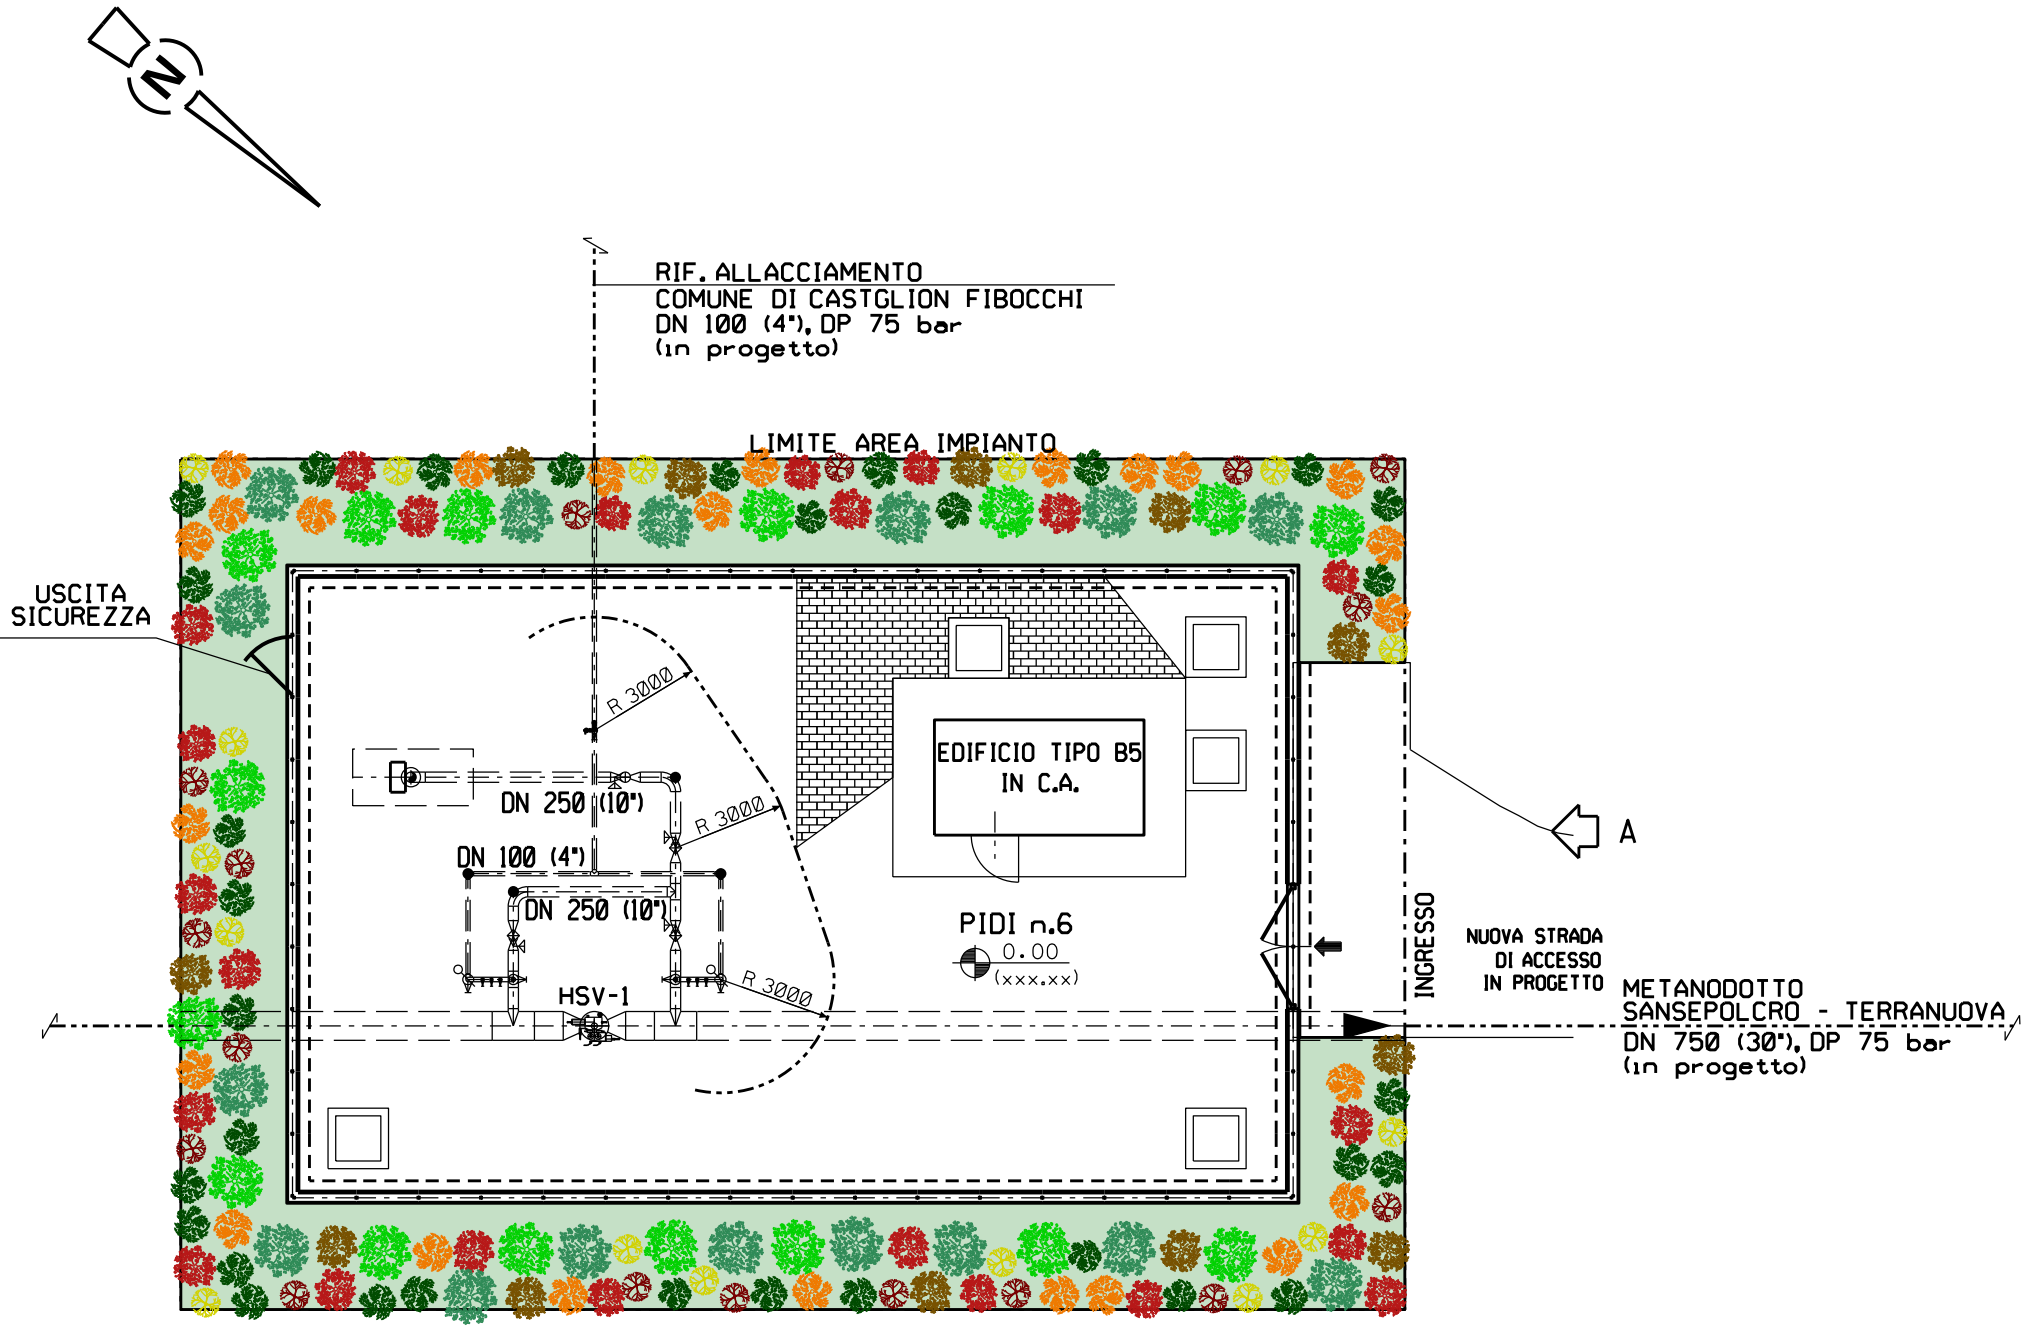 N
RIF. ALLACCIAMENTO
COMUNE DI CASTGLION FIBOCCHI
DN 100 (4"), DP 75 bar
(in progetto)
LIMITE AREA IMPIANTO
USCITA
SICUREZZA
R 3000
EDIFICIO TIPO B5
IN C.A.
DN 250 (10")
R 3000
A
DN 100 (4")
DN 250 (10")
PIDI n.6
0.00
(xxx.xx)
INGRESSO
NUOVA STRADA
DI ACCESSO
IN PROGETTO
HSV-1
R 3000
METANODOTTO
SANSEPOLCRO - TERRANUOVA
DN 750 (30"), DP 75 bar
(in progetto)